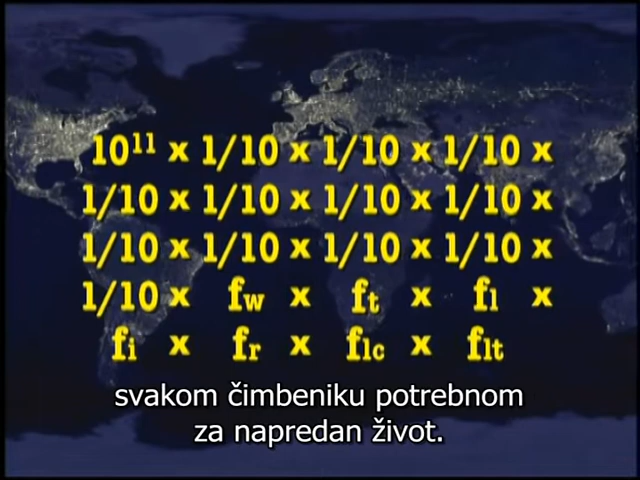 10¹¹ x 1/10 x 1/10 x 1/10 x
1/10 x 1/10 x 1/10 x 1/10 x
1/10 x 1/10 x 1/10 x 1/10 x
1/10 x fw x ft x fl x
fi x fr x flc x flt
svakom čimbeniku potrebnom
za napredan život.